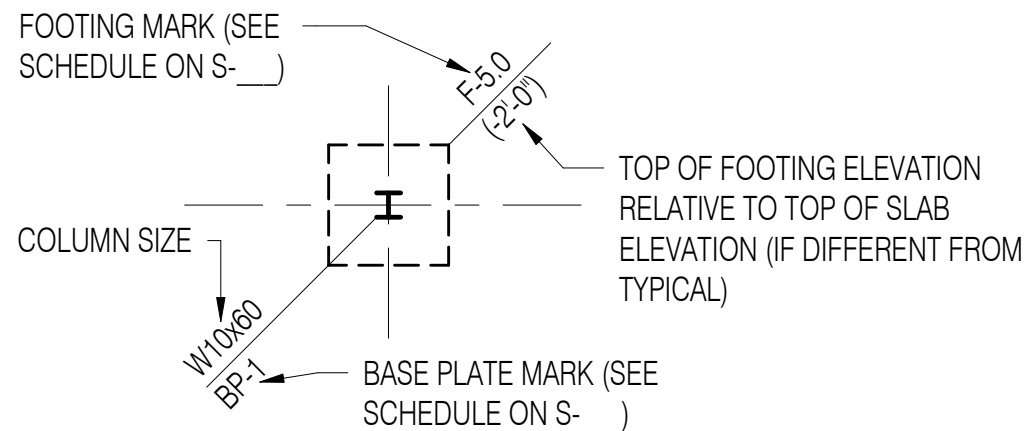 FOOTING MARK (SEE
SCHEDULE ON S-___)
F-5.0
(-2'-0")
TOP OF FOOTING ELEVATION
RELATIVE TO TOP OF SLAB
ELEVATION (IF DIFFERENT FROM
TYPICAL)
COLUMN SIZE
W10x60
BP-1
BASE PLATE MARK (SEE
SCHEDULE ON S-   )